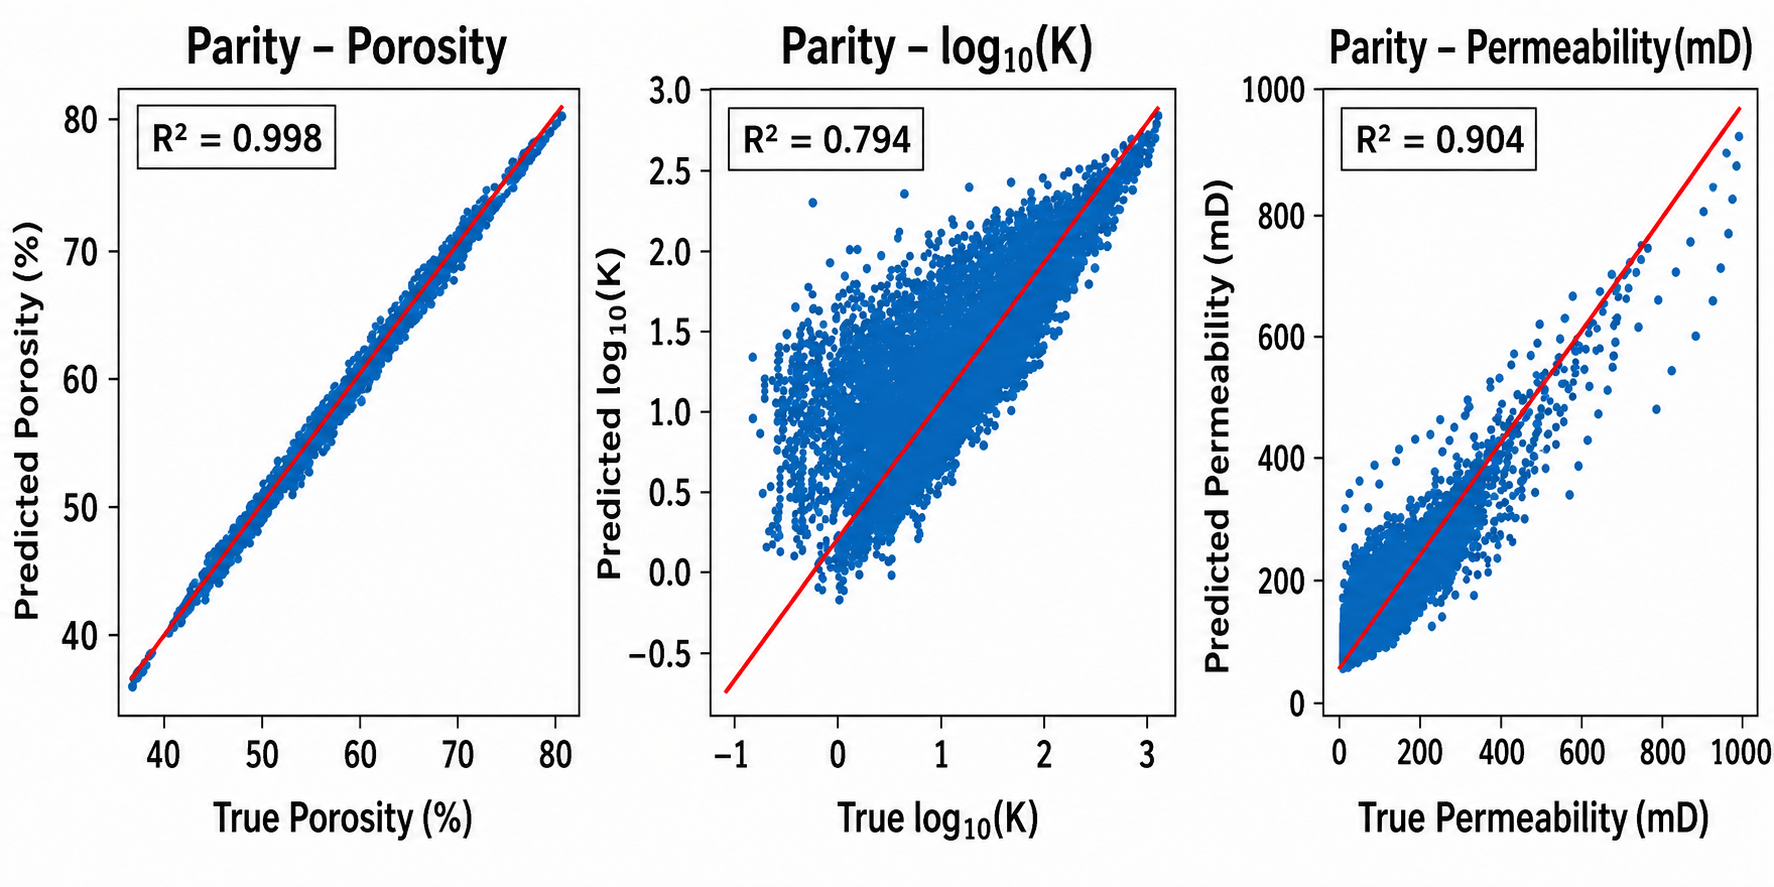 Parity – Porosity
R² = 0.998
80
70
60
50
40
40 50 60 70 80
Predicted Porosity (%)
True Porosity (%)
Parity – log₁₀(K)
R² = 0.794
3.0
2.5
2.0
1.5
1.0
0.5
0.0
−0.5
−1 0 1 2 3
Predicted log₁₀(K)
True log₁₀(K)
Parity – Permeability (mD)
R² = 0.904
1000
800
600
400
200
0
0 200 400 600 800 1000
Predicted Permeability (mD)
True Permeability (mD)